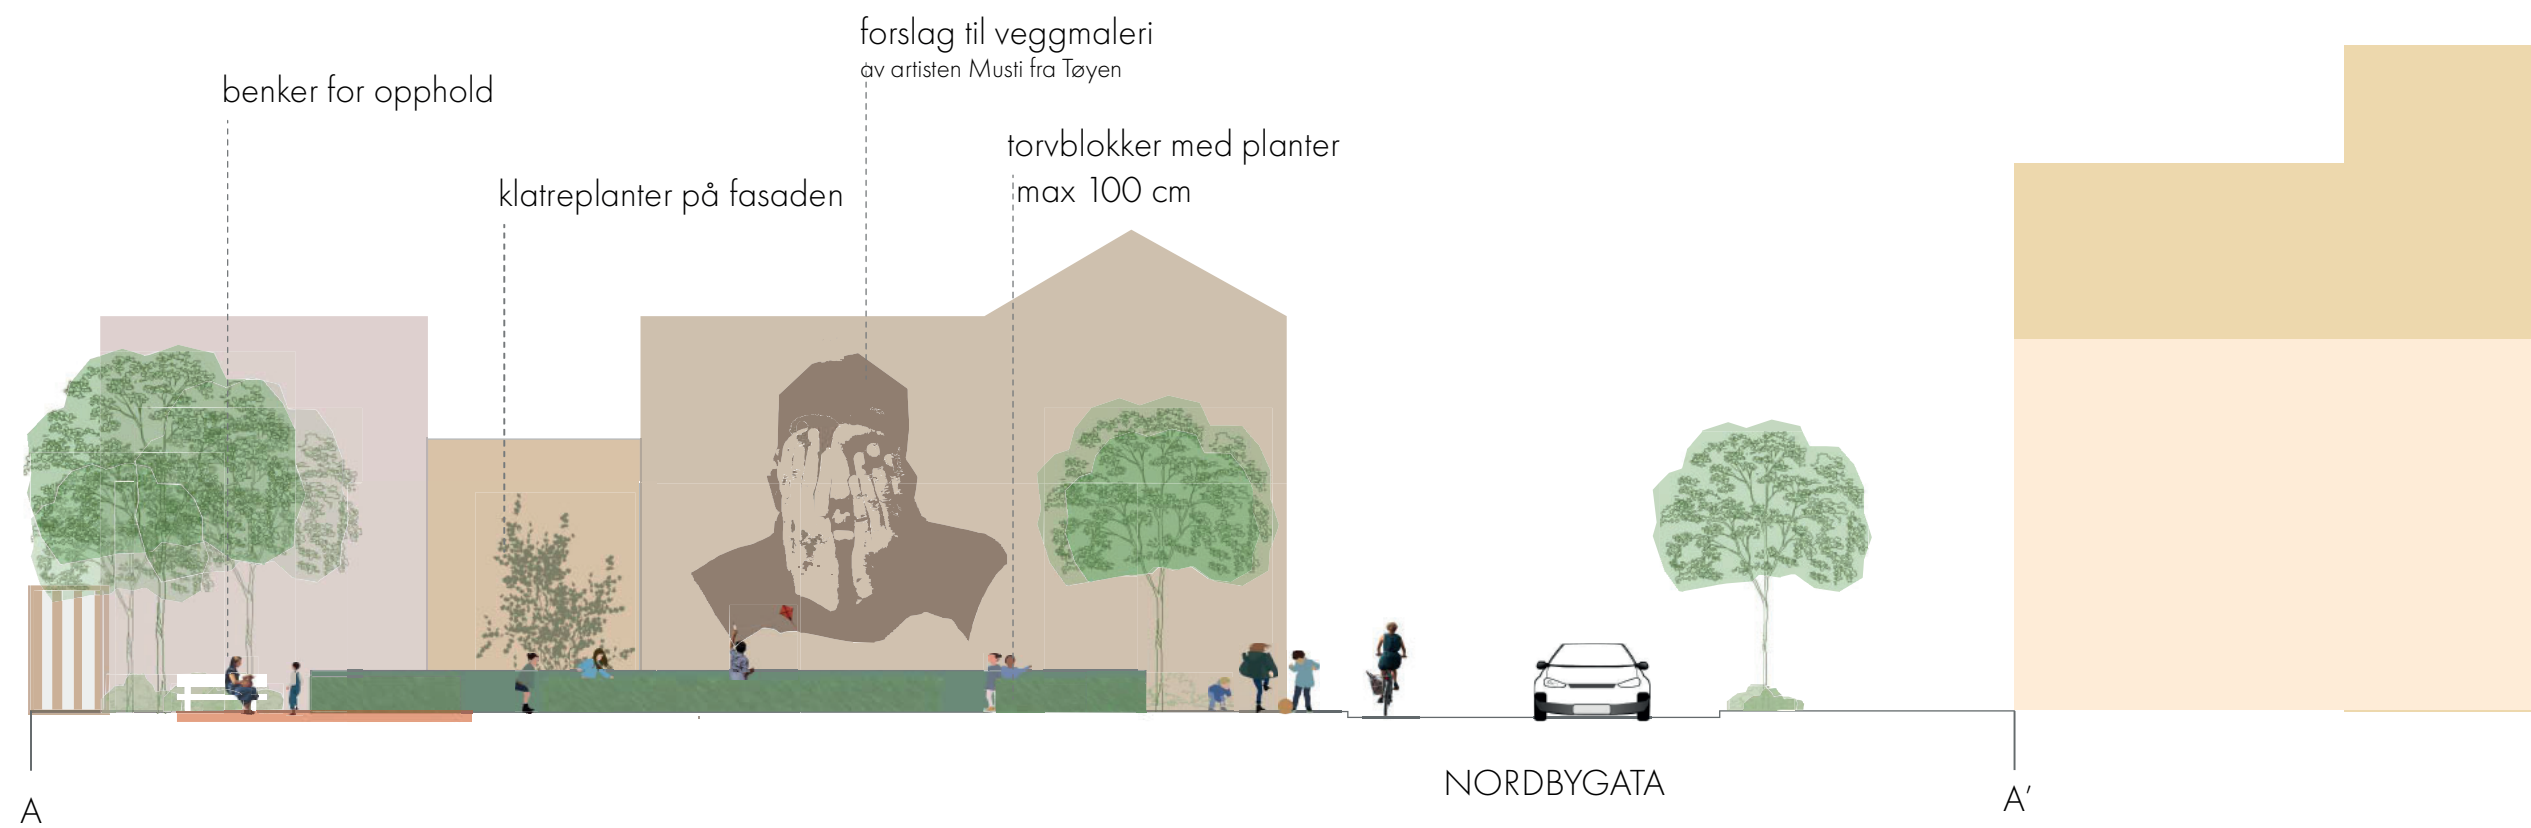 forslag til veggmaleri
av artisten Musti fra Tøyen
benker for opphold
torvblokker med planter
max 100 cm
klatreplanter på fasaden
NORDBYGATA
A
A'